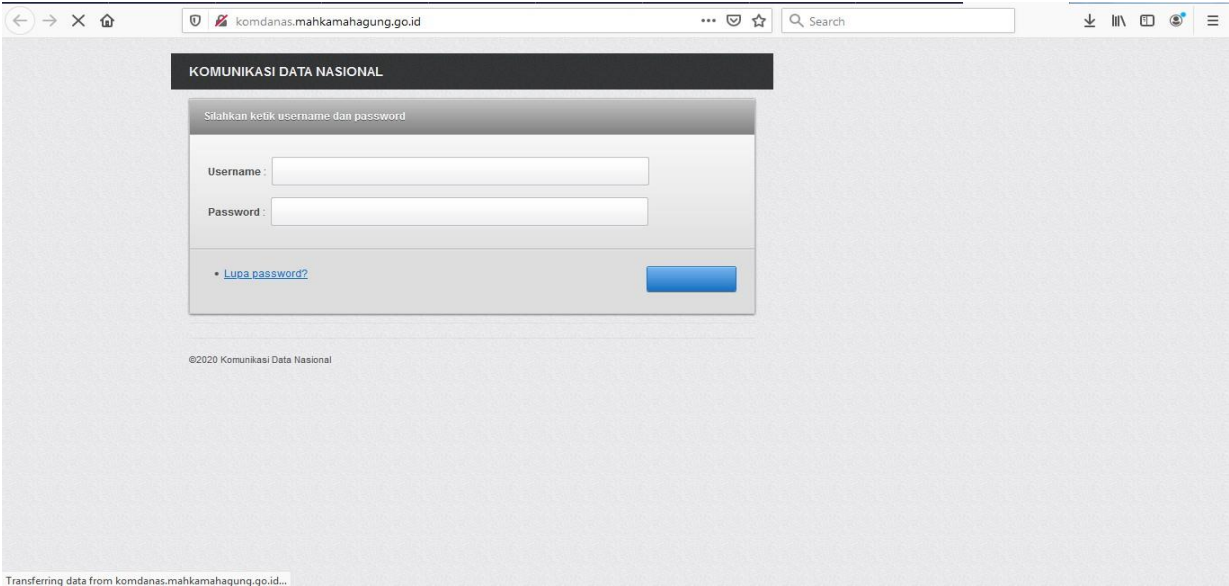 komdanas.mahkamahagung.go.id
Search
KOMUNIKASI DATA NASIONAL
Silahkan ketik username dan password
Username :
Password :
• Lupa password?
©2020 Komunikasi Data Nasional
Transferring data from komdanas.mahkamahagung.go.id...